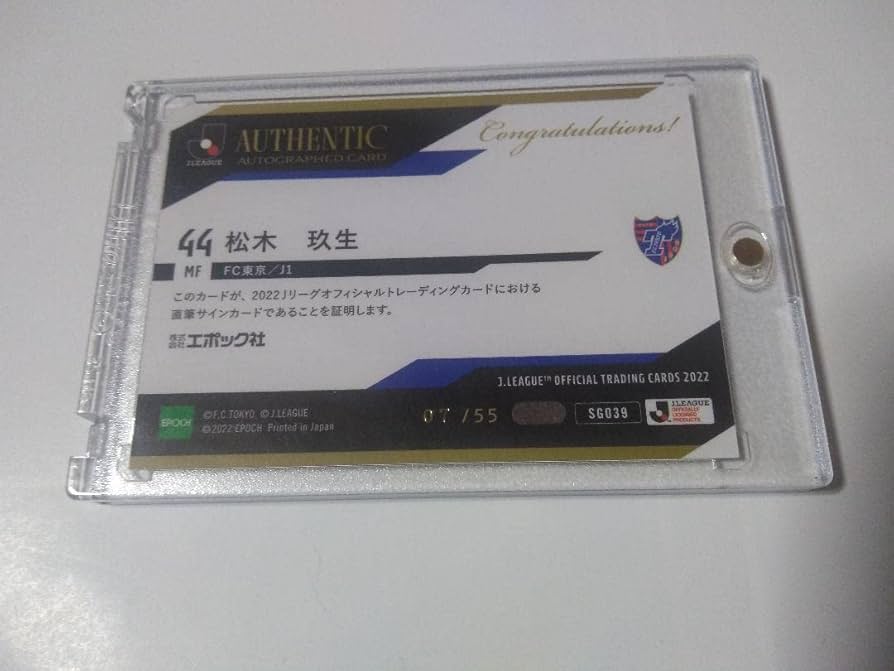 J.LEAGUE
AUTHENTIC
AUTOGRAPHED CARD
Congratulations!
44 松木 玖生
MF FC東京/J1
このカードが、2022Jリーグオフィシャルトレーディングカードにおける
直筆サインカードであることを証明します。
株式会社 エポック社
J.LEAGUE™ OFFICIAL TRADING CARDS 2022
EPOCH
©F.C.TOKYO, ©J.LEAGUE
©2022 EPOCH Printed in Japan
07/55
SG039
J.LEAGUE
OFFICIALLY
LICENSED
PRODUCTS